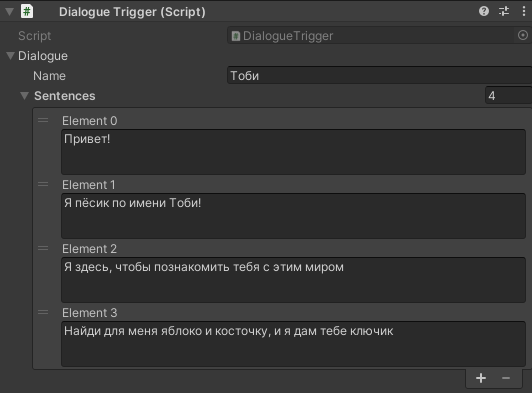 Dialogue Trigger (Script)
Script DialogueTrigger
Dialogue
Name Тоби
Sentences 4
Element 0
Привет!
Element 1
Я пёсик по имени Тоби!
Element 2
Я здесь, чтобы познакомить тебя с этим миром
Element 3
Найди для меня яблоко и косточку, и я дам тебе ключик